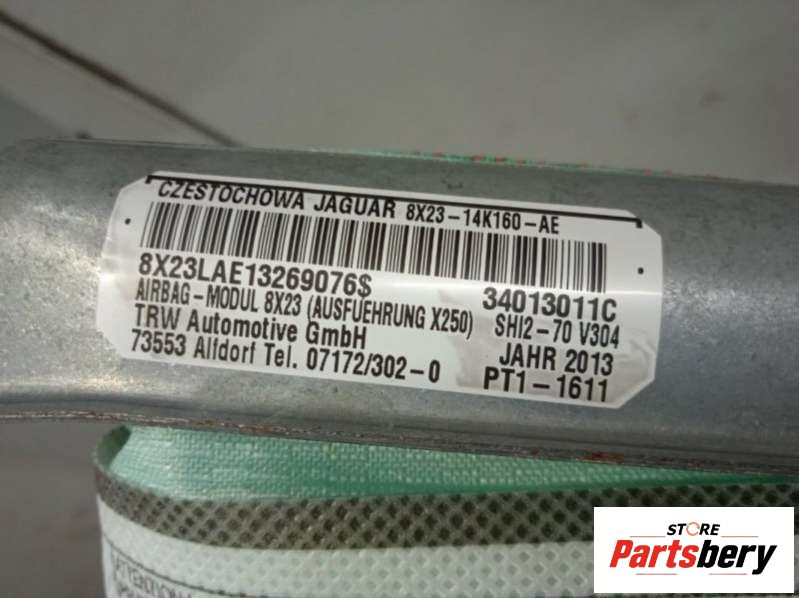 CZESTOCHOWA JAGUAR 8X23-14K160-AE
8X23LAE13269076$
34013011C
AIRBAG-MODUL 8X23 (AUSFUEHRUNG X250)
SHI2-70 V304
TRW Automotive GmbH
JAHR 2013
73553 Alfdorf Tel. 07172/302-0
PT1-1611
STORE
Partsbery